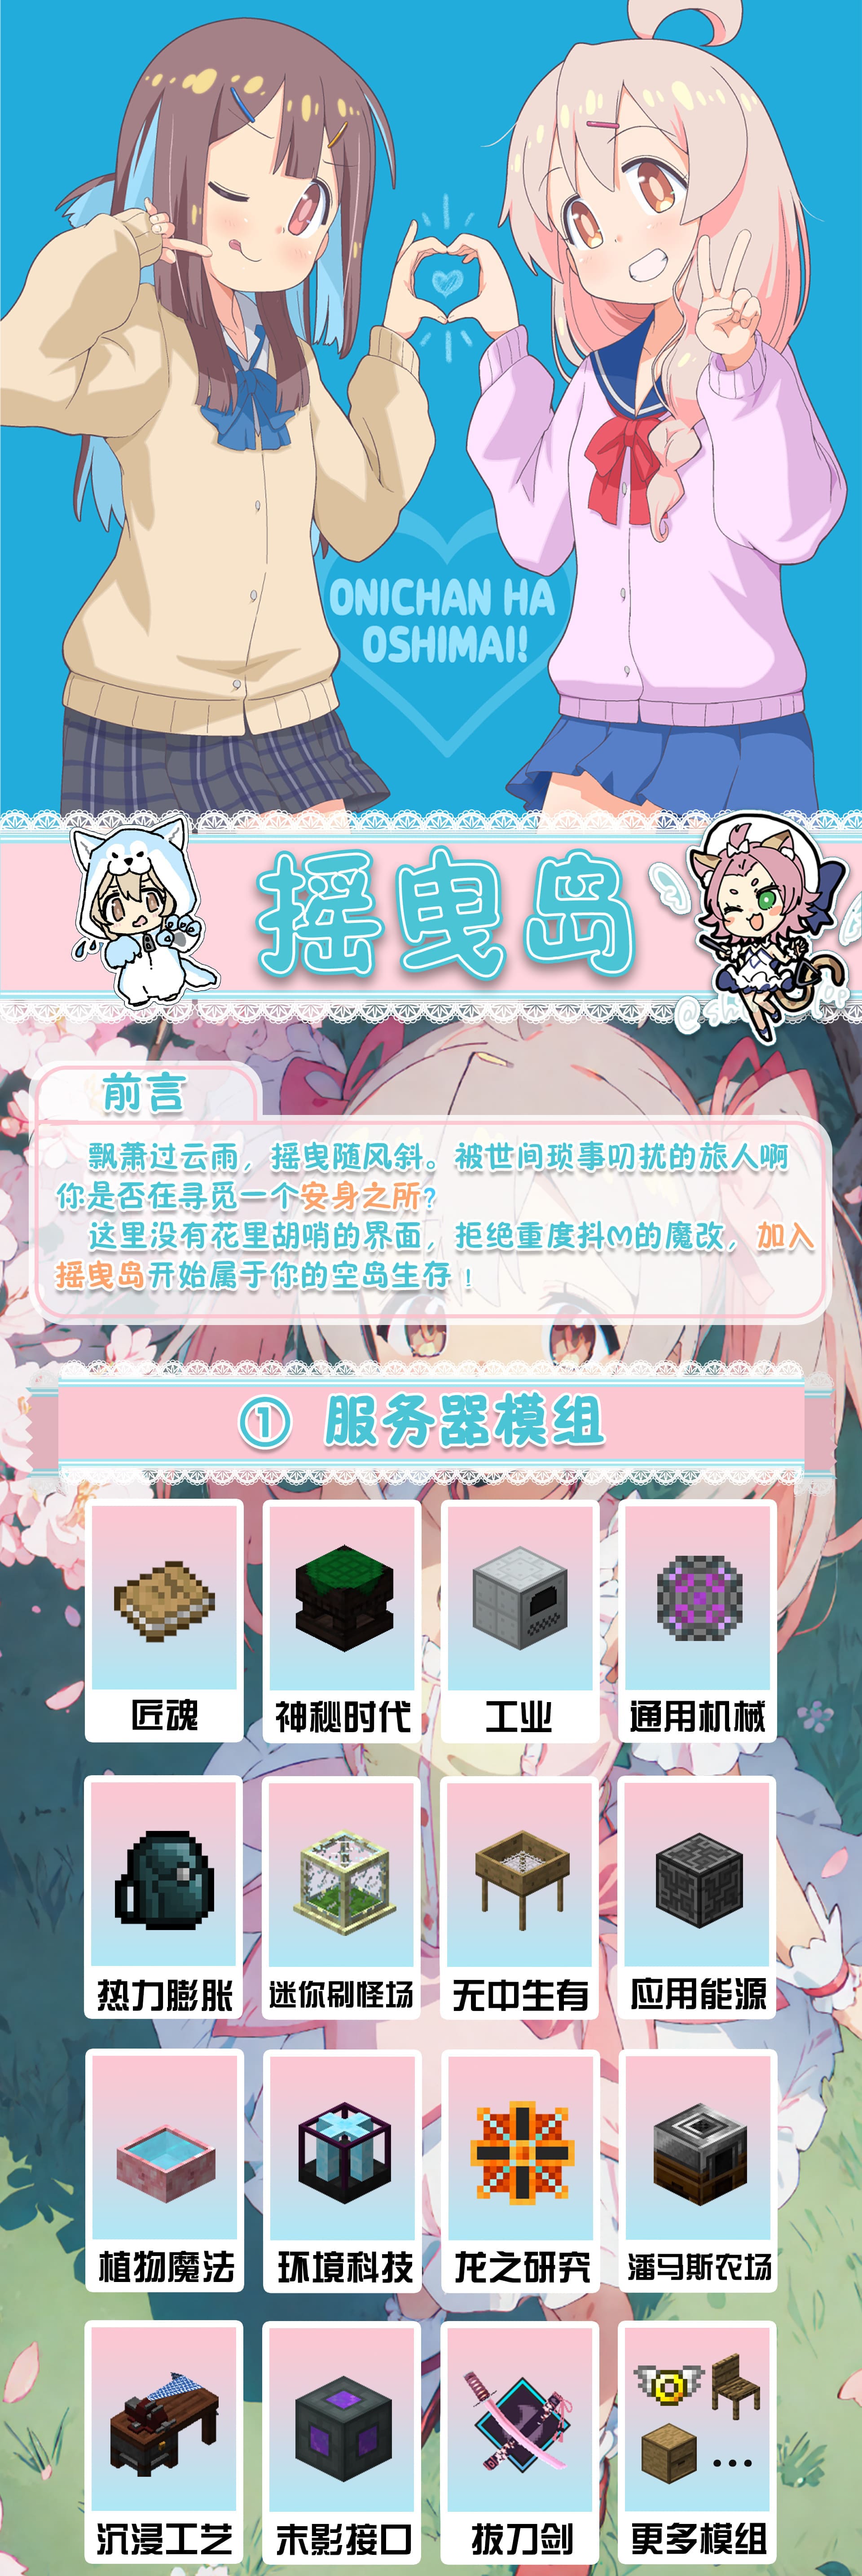 ONICHAN HA
OSHIMAI!
摇曳岛
前言
飘萧过云雨，摇曳随风斜。被世间琐事叨扰的旅人啊
你是否在寻觅一个安身之所?
这里没有花里胡哨的界面，拒绝重度抖M的魔改，加入
摇曳岛开始属于你的空岛生存！
① 服务器模组
匠魂
神秘时代
工业
通用机械
热力膨胀
迷你刷怪场
无中生有
应用能源
植物魔法
环境科技
龙之研究
潘马斯农场
沉浸工艺
末影接口
拔刀剑
更多模组